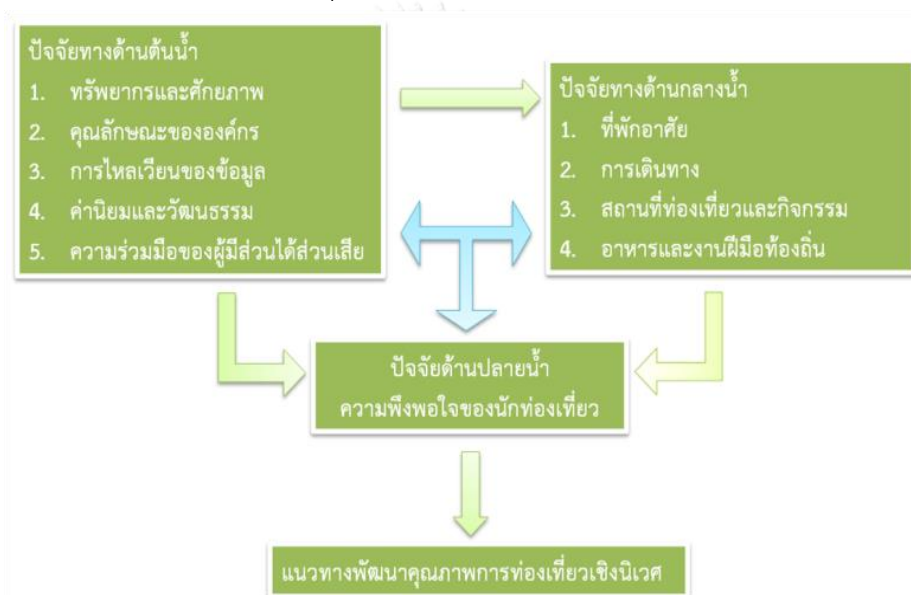 ปัจจัยทางด้านต้นน้ำ
1. ทรัพยากรและศักยภาพ
2. คุณลักษณะขององค์กร
3. การไหลเวียนของข้อมูล
4. ค่านิยมและวัฒนธรรม
5. ความร่วมมือของผู้มีส่วนได้ส่วนเสีย
ปัจจัยทางด้านกลางน้ำ
1. ที่พักอาศัย
2. การเดินทาง
3. สถานที่ท่องเที่ยวและกิจกรรม
4. อาหารและงานฝีมือท้องถิ่น
ปัจจัยด้านปลายน้ำ
ความพึงพอใจของนักท่องเที่ยว
แนวทางพัฒนาคุณภาพการท่องเที่ยวเชิงนิเวศ